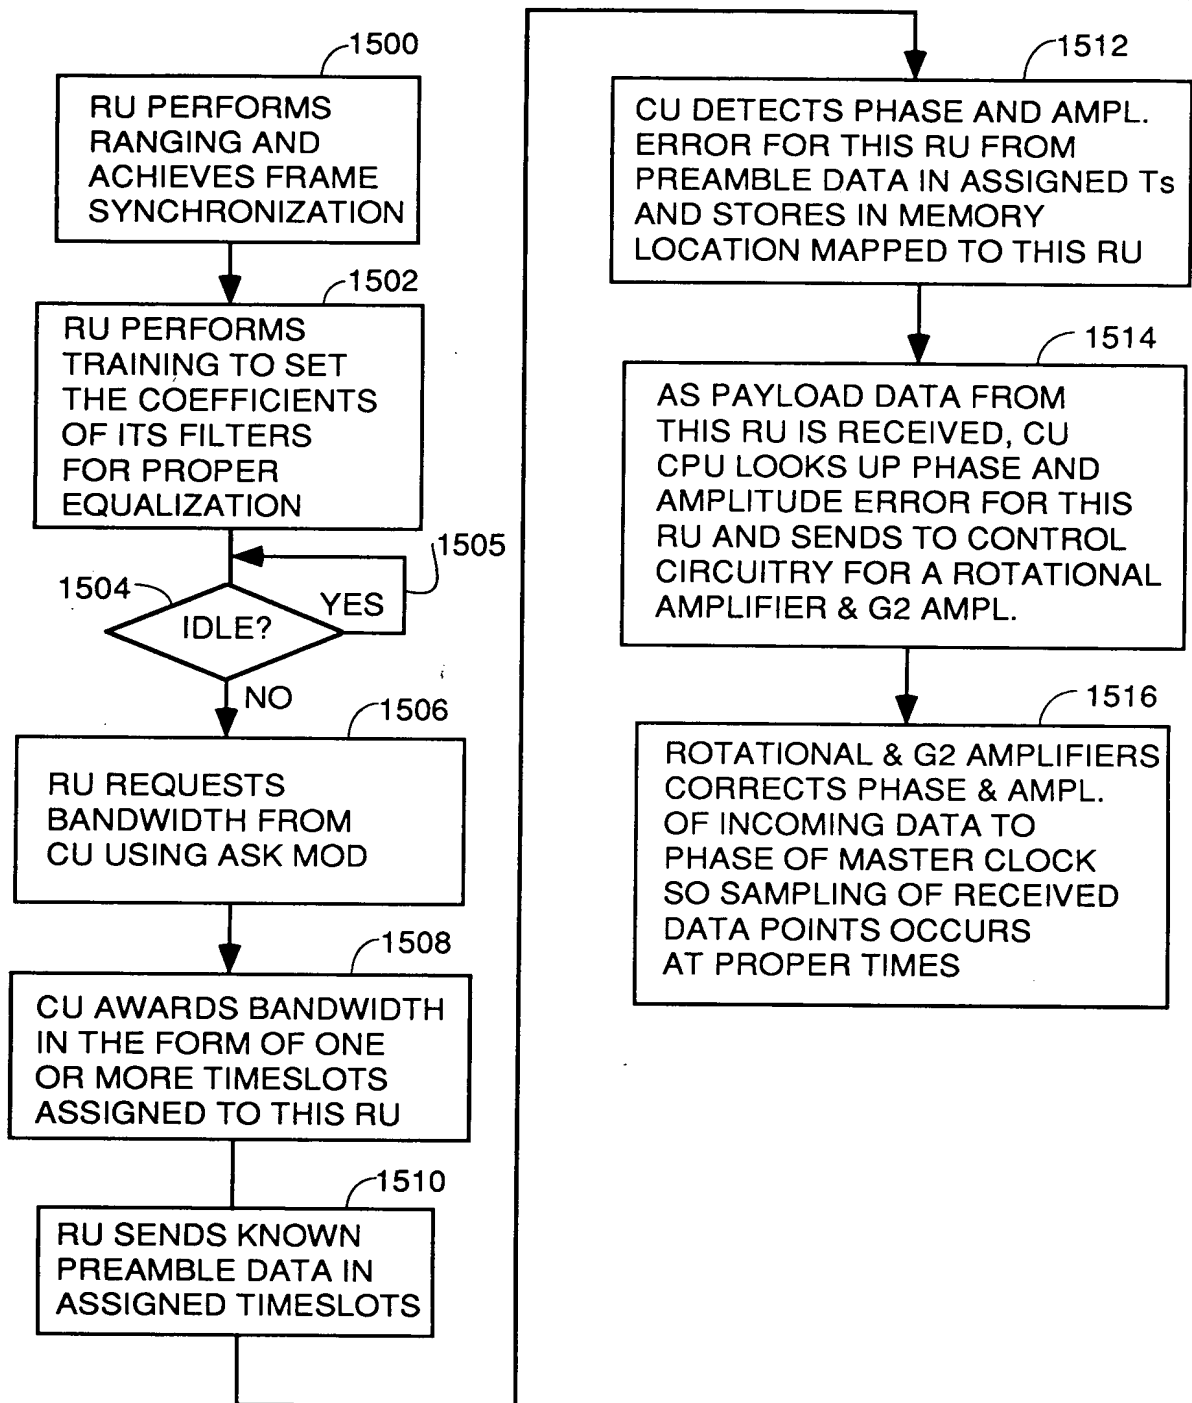 1500
RU PERFORMS
RANGING AND
ACHIEVES FRAME
SYNCHRONIZATION
1502
RU PERFORMS
TRAINING TO SET
THE COEFFICIENTS
OF ITS FILTERS
FOR PROPER
EQUALIZATION
1505
1504
YES
IDLE?
NO
1506
RU REQUESTS
BANDWIDTH FROM
CU USING ASK MOD
1508
CU AWARDS BANDWIDTH
IN THE FORM OF ONE
OR MORE TIMESLOTS
ASSIGNED TO THIS RU
1510
RU SENDS KNOWN
PREAMBLE DATA IN
ASSIGNED TIMESLOTS
1512
CU DETECTS PHASE AND AMPL.
ERROR FOR THIS RU FROM
PREAMBLE DATA IN ASSIGNED Ts
AND STORES IN MEMORY
LOCATION MAPPED TO THIS RU
1514
AS PAYLOAD DATA FROM
THIS RU IS RECEIVED, CU
CPU LOOKS UP PHASE AND
AMPLITUDE ERROR FOR THIS
RU AND SENDS TO CONTROL
CIRCUITRY FOR A ROTATIONAL
AMPLIFIER & G2 AMPL.
1516
ROTATIONAL & G2 AMPLIFIERS
CORRECTS PHASE & AMPL.
OF INCOMING DATA TO
PHASE OF MASTER CLOCK
SO SAMPLING OF RECEIVED
DATA POINTS OCCURS
AT PROPER TIMES